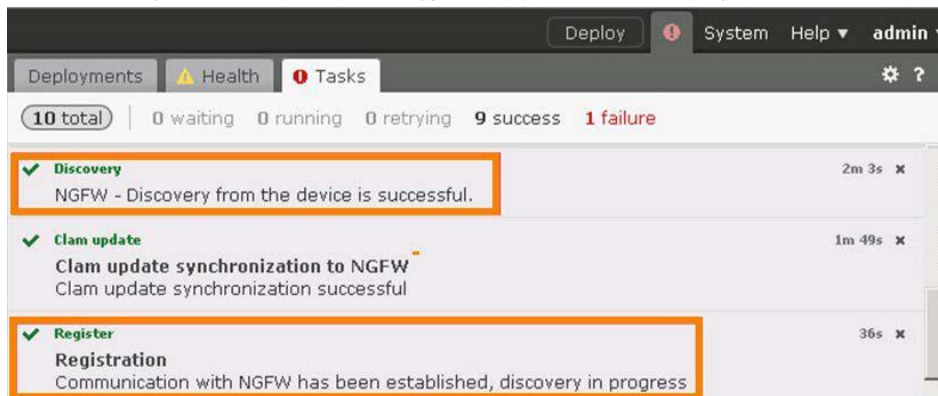 Deploy System Help ▾ admin
Deployments Health Tasks ?
10 total 0 waiting 0 running 0 retrying 9 success 1 failure
Discovery 2m 3s ×
NGFW - Discovery from the device is successful.
Clam update 1m 49s ×
Clam update synchronization to NGFW
Clam update synchronization successful
Register 36s ×
Registration
Communication with NGFW has been established, discovery in progress